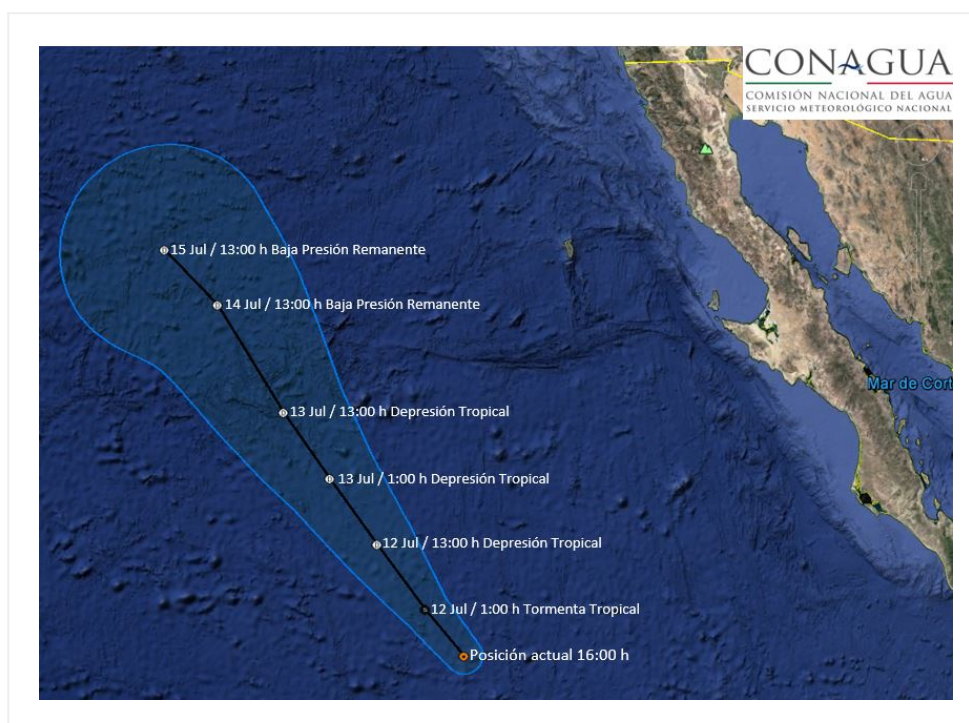 CONAGUA
COMISIÓN NACIONAL DEL AGUA
SERVICIO METEOROLÓGICO NACIONAL
15 Jul / 13:00 h Baja Presión Remanente
14 Jul / 13:00 h Baja Presión Remanente
Mar de Cort
13 Jul / 13:00 h Depresión Tropical
13 Jul / 1:00 h Depresión Tropical
12 Jul / 13:00 h Depresión Tropical
12 Jul / 1:00 h Tormenta Tropical
Posición actual 16:00 h